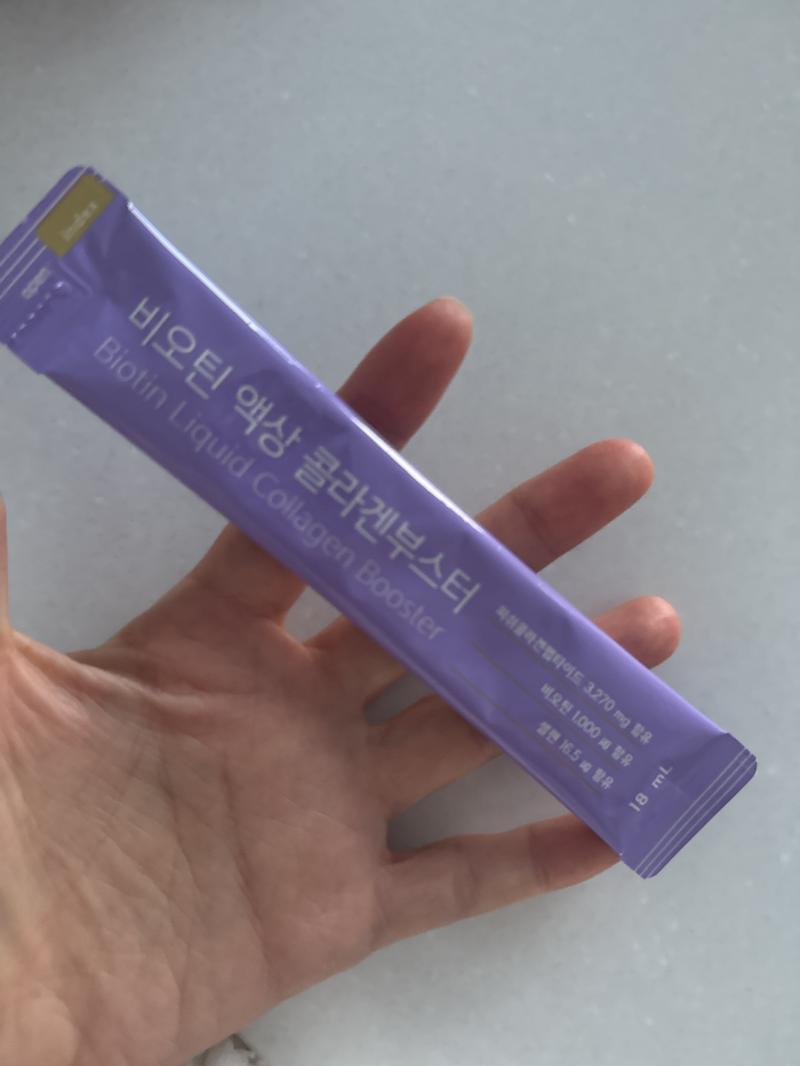 index
비오틴 액상 콜라겐부스터
Biotin Liquid Collagen Booster
피쉬콜라겐펩타이드 3,270 mg 함유
비오틴 1,000 ㎍ 함유
셀렌 16.5 ㎍ 함유
18 mL